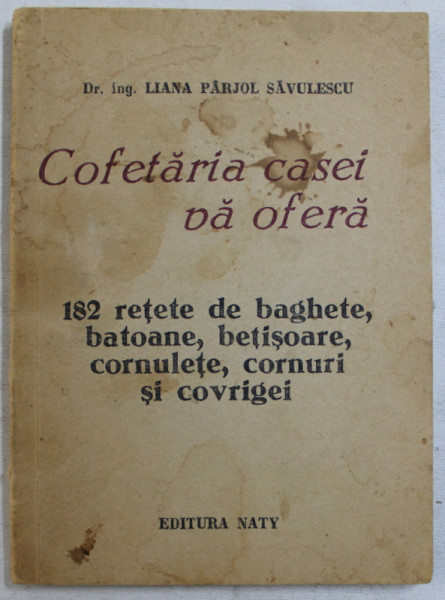 Dr. ing. LIANA PÂRJOL SĂVULESCU
Cofetăria casei
vă oferă
182 rețete de baghete,
batoane, bețișoare,
cornulețe, cornuri
și covrigei
EDITURA NATY